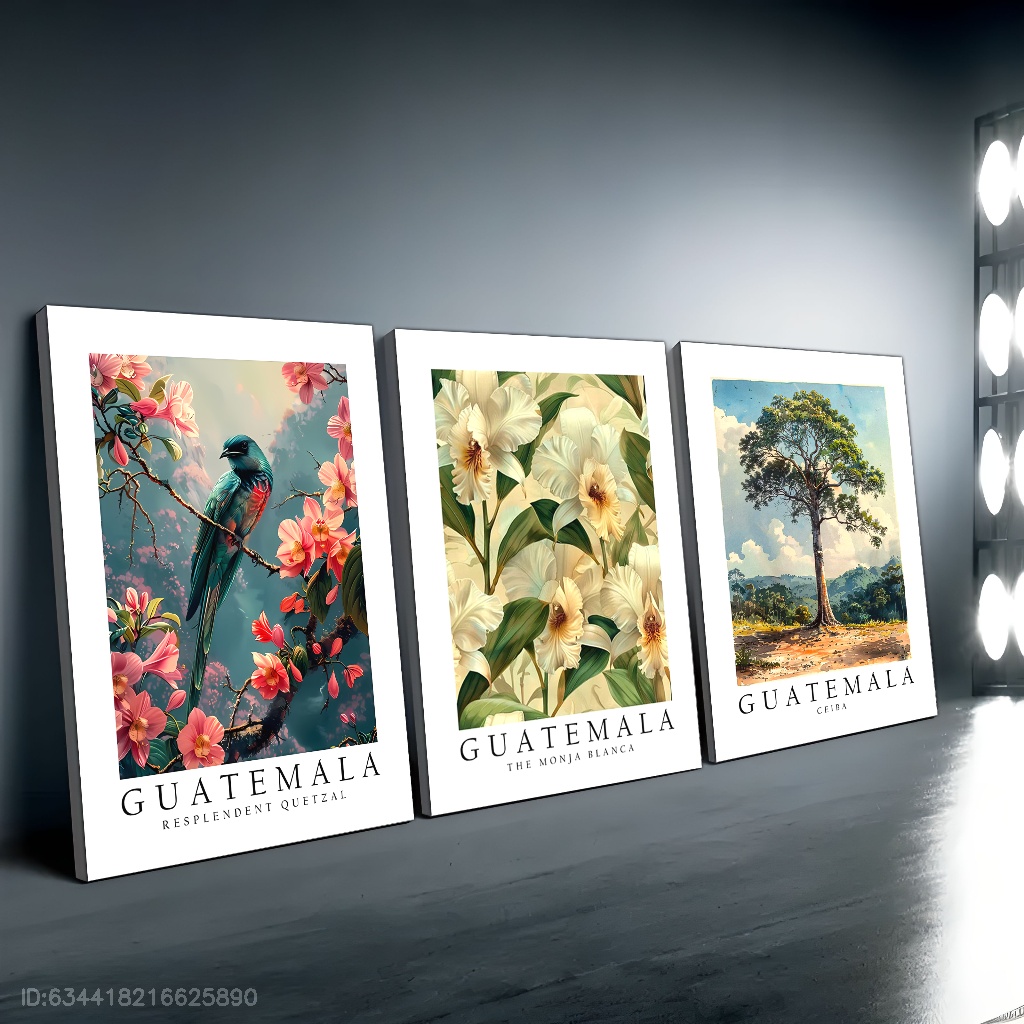 GUATEMALA
RESPLENDENT QUETZAL
GUATEMALA
THE MONJA BLANCA
GUATEMALA
CEIBA
ID:634418216625890